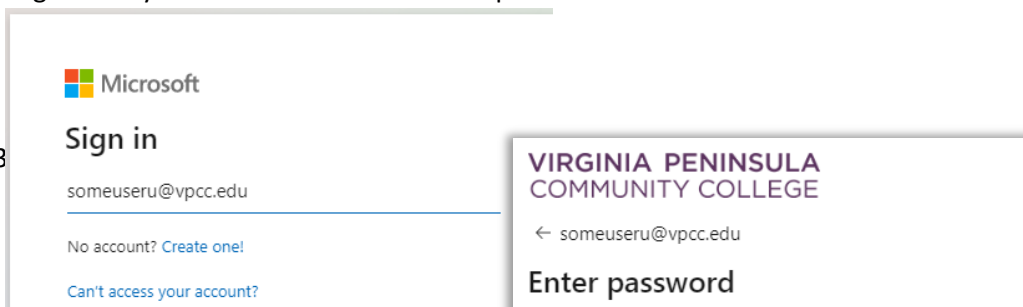 Microsoft
Sign in
someuseru@vpcc.edu
No account? Create one!
Can't access your account?
VIRGINIA PENINSULA
COMMUNITY COLLEGE
← someuseru@vpcc.edu
Enter password